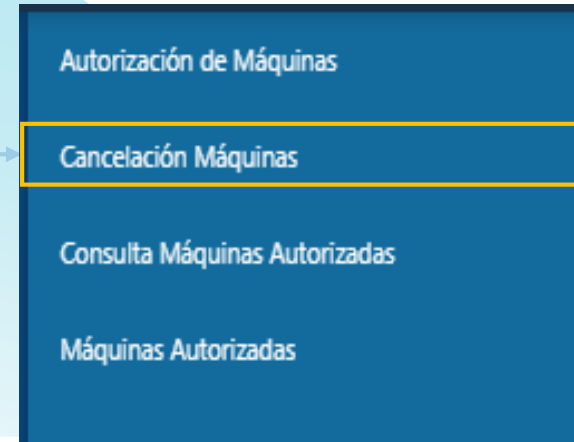 Autorización de Máquinas
Cancelación Máquinas
Consulta Máquinas Autorizadas
Máquinas Autorizadas